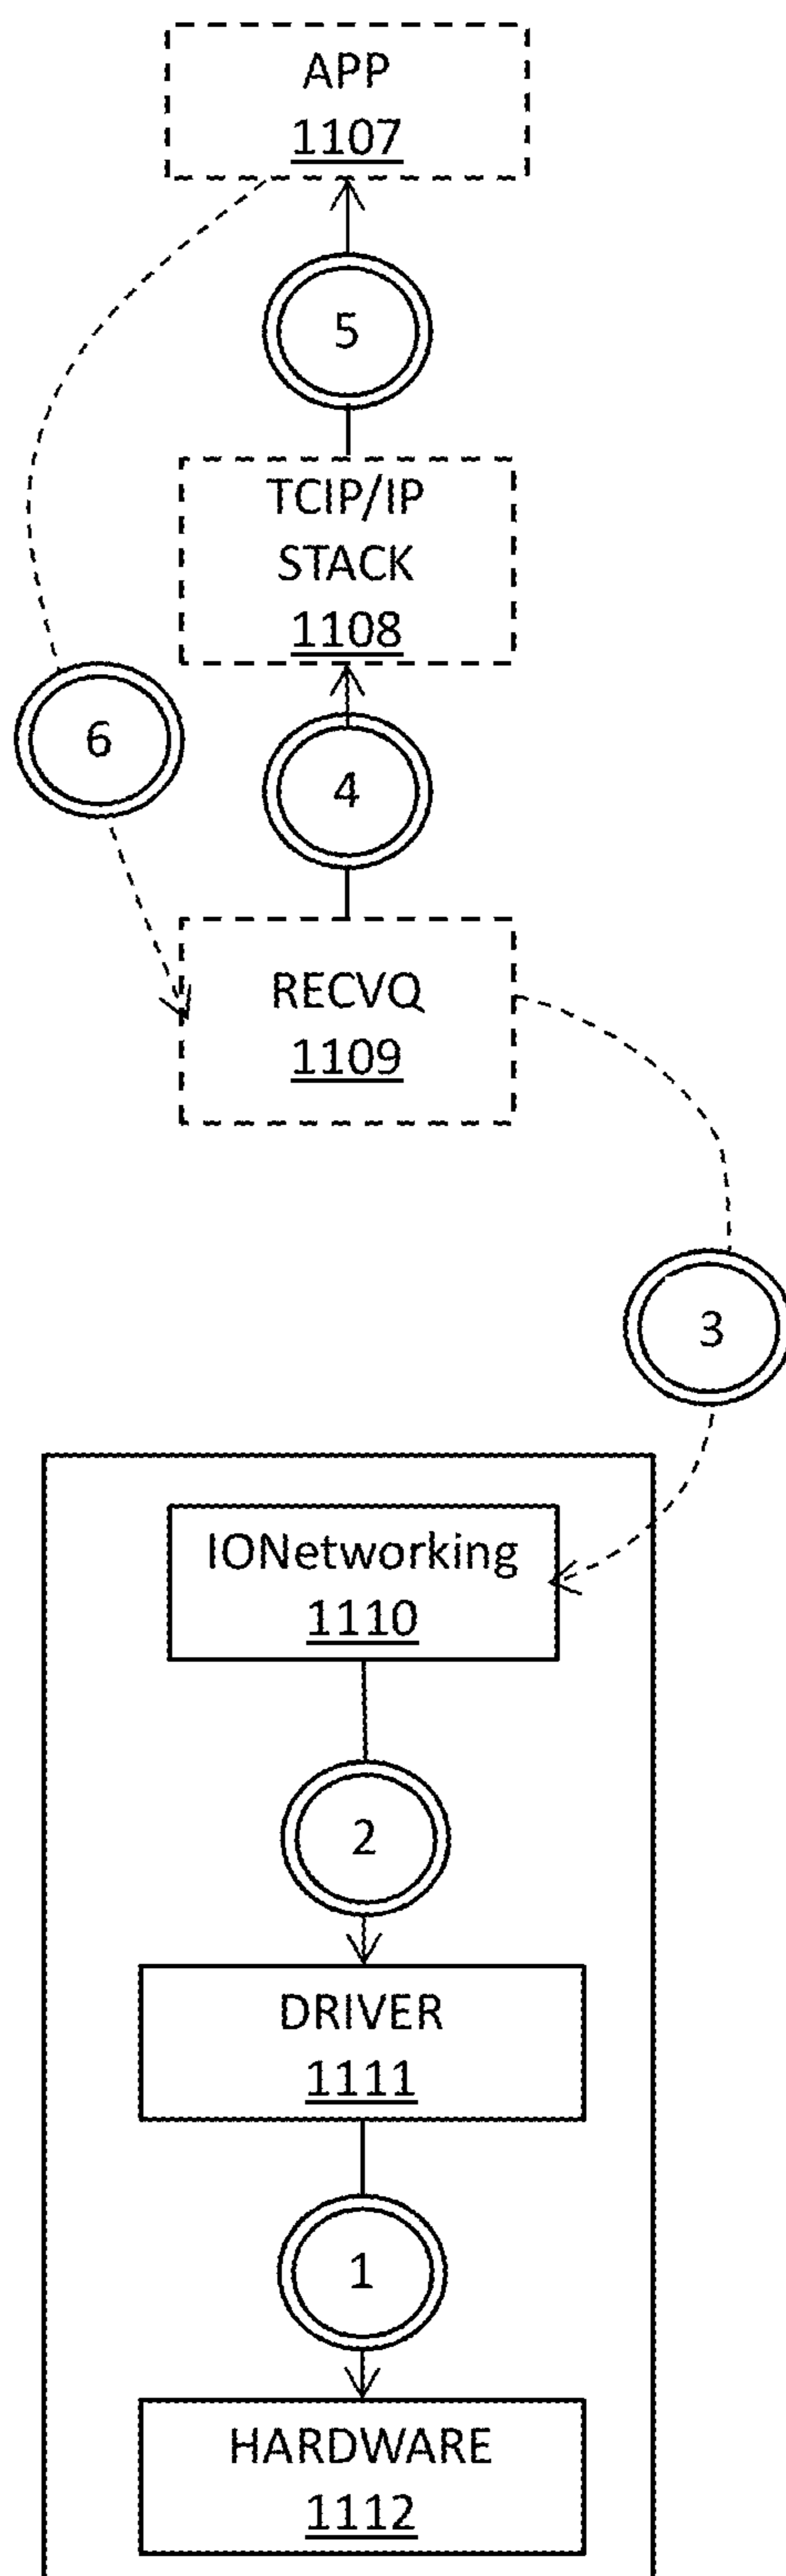 APP
1107
5
TCIP/IP
STACK
1108
6
4
RECVQ
1109
3
IONetworking
1110
2
DRIVER
1111
1
HARDWARE
1112